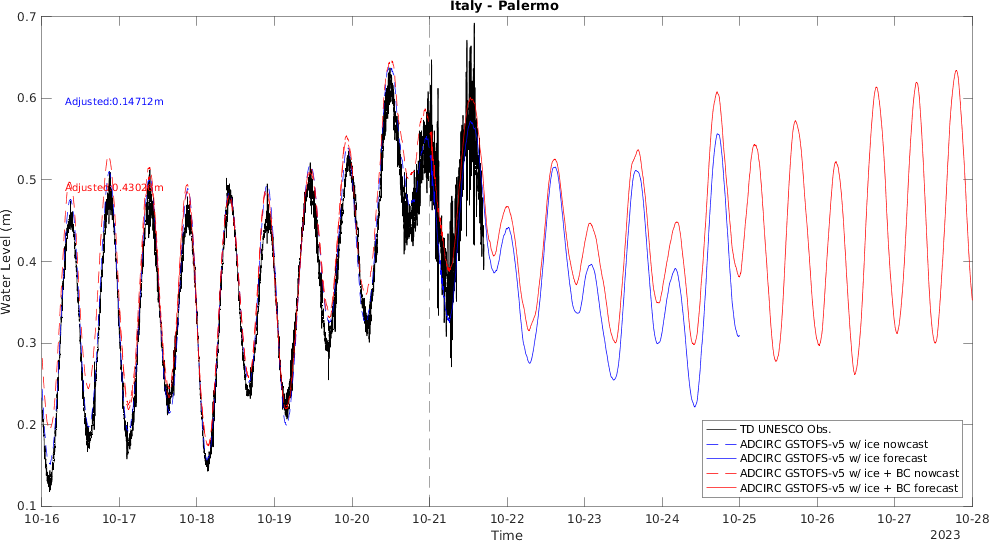 Italy - Palermo
0.7
0.6
0.5
0.4
0.3
0.2
0.1
Water Level (m)
Adjusted:0.14712m
TD UNESCO Obs.
ADCIRC GSTOFS-v5 w/ ice nowcast
ADCIRC GSTOFS-v5 w/ ice forecast
ADCIRC GSTOFS-v5 w/ ice + BC nowcast
ADCIRC GSTOFS-v5 w/ ice + BC forecast
10-16 10-17 10-18 10-19 10-20 10-21 10-22 10-23 10-24 10-25 10-26 10-27 10-28
Time
2023